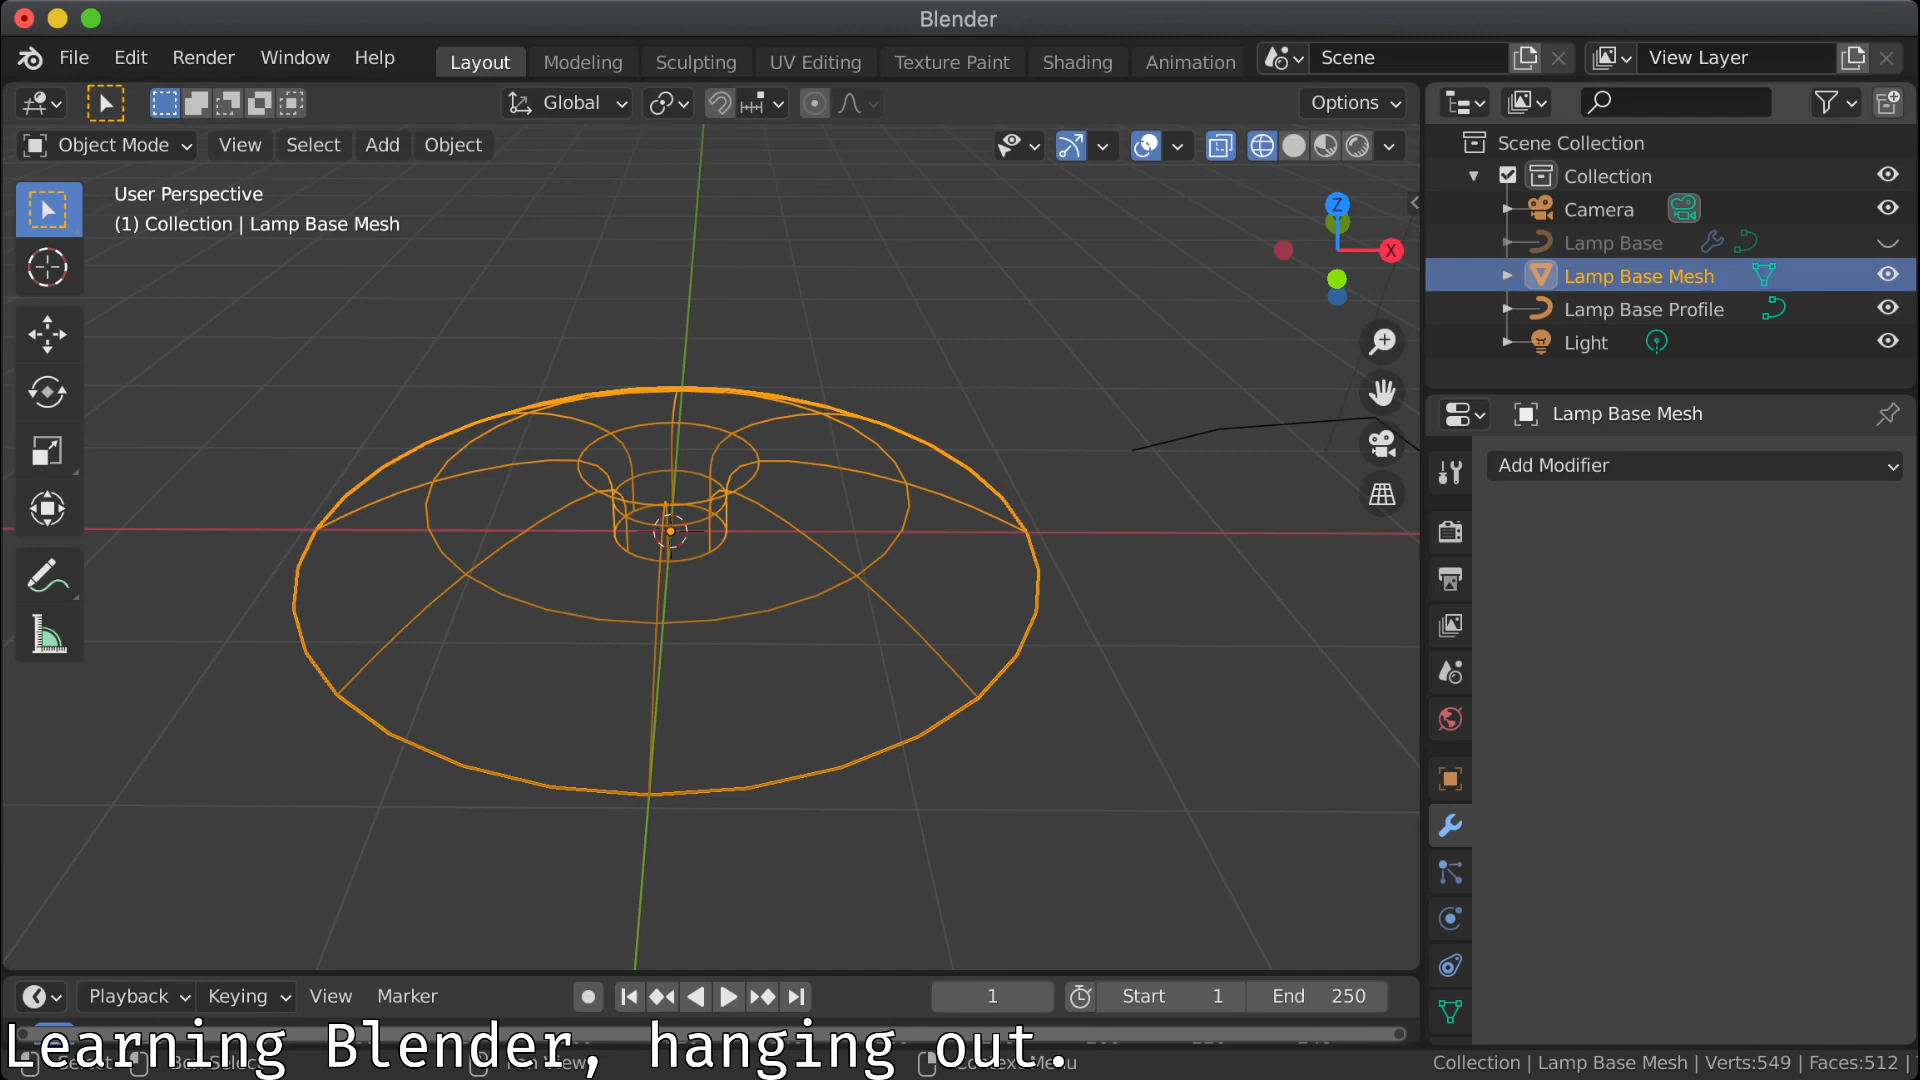 Blender
File Edit Render Window Help Layout Modeling Sculpting UV Editing Texture Paint Shading Animation Scene View Layer
Global Options
Object Mode View Select Add Object
User Perspective
(1) Collection | Lamp Base Mesh
Z
X
Scene Collection
Collection
Camera
Lamp Base
Lamp Base Mesh
Lamp Base Profile
Light
Lamp Base Mesh
Add Modifier
Playback Keying View Marker 1 Start 1 End 250
Learning Blender, hanging out.
Collection | Lamp Base Mesh | Verts:549 | Faces:512 |